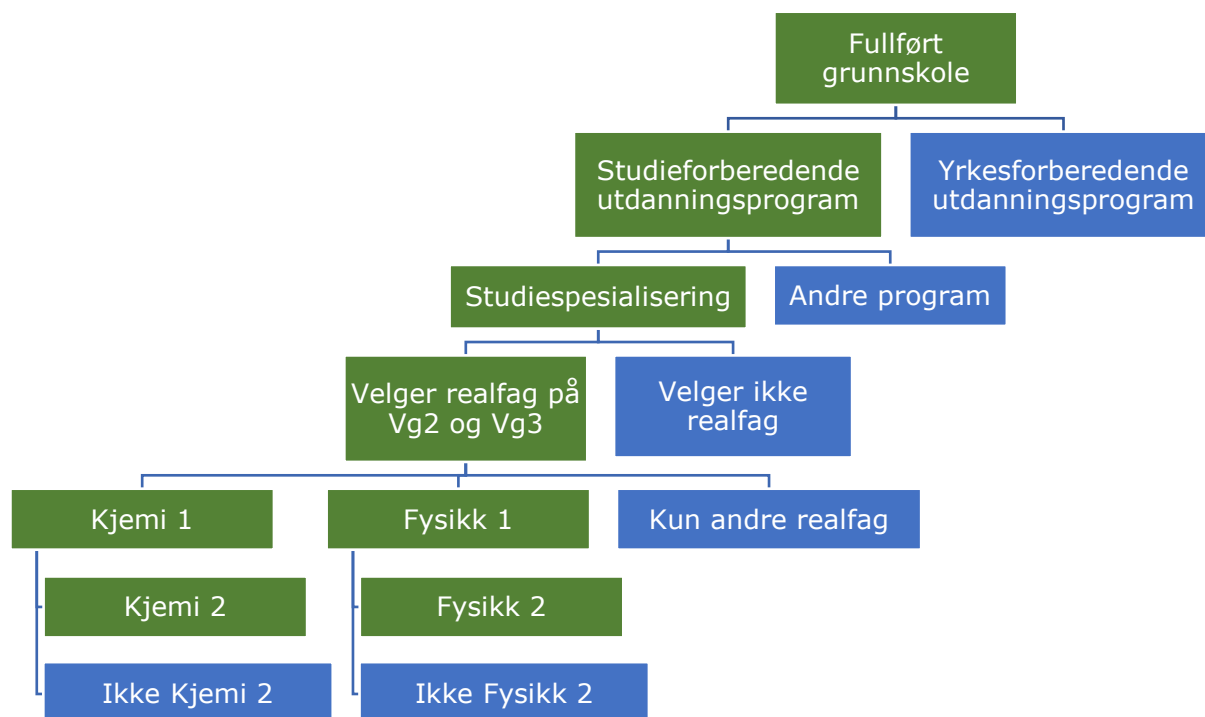 Fullført
grunnskole
Studieforberedende
utdanningsprogram
Yrkesforberedende
utdanningsprogram
Studiespesialisering
Andre program
Velger realfag på
Vg2 og Vg3
Velger ikke
realfag
Kjemi 1
Fysikk 1
Kun andre realfag
Kjemi 2
Fysikk 2
Ikke Kjemi 2
Ikke Fysikk 2